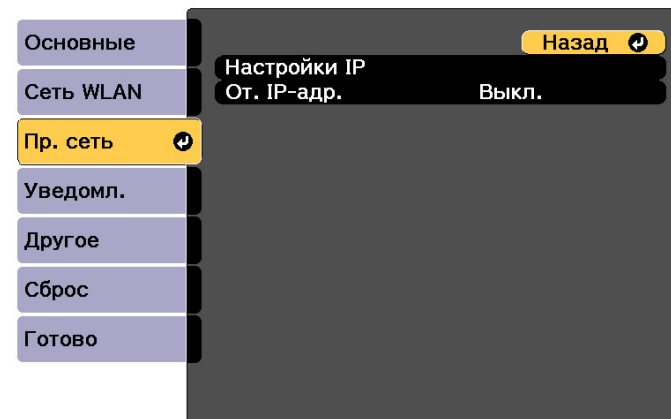 Основные
Сеть WLAN
Пр. сеть
Уведомл.
Другое
Сброс
Готово
Назад
Настройки IP
От. IP-адр. Выкл.